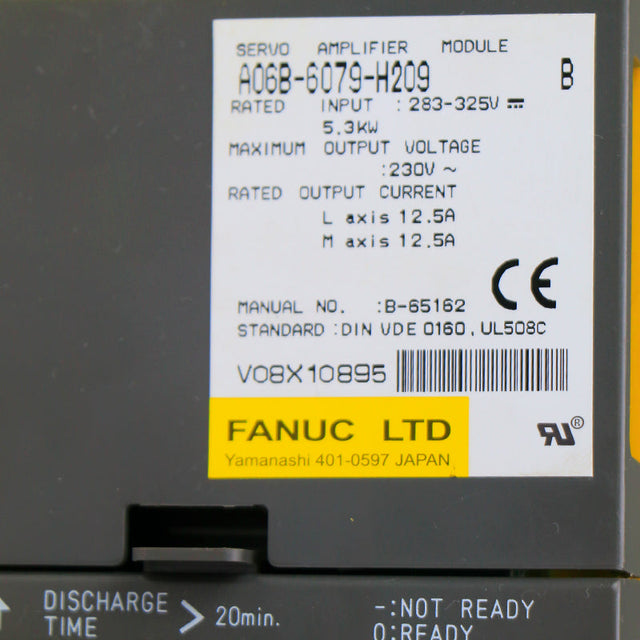 SERVO AMPLIFIER MODULE
A06B-6079-H209 B
RATED INPUT : 283-325V ⎓
5.3kW
MAXIMUM OUTPUT VOLTAGE
:230V ~
RATED OUTPUT CURRENT
L axis 12.5A
M axis 12.5A
CE
MANUAL NO. :B-65162
STANDARD :DIN VDE 0160, UL508C
V08X10895
FANUC LTD
Yamanashi 401-0597 JAPAN
RU®
DISCHARGE TIME > 20min.
-:NOT READY
0:READY